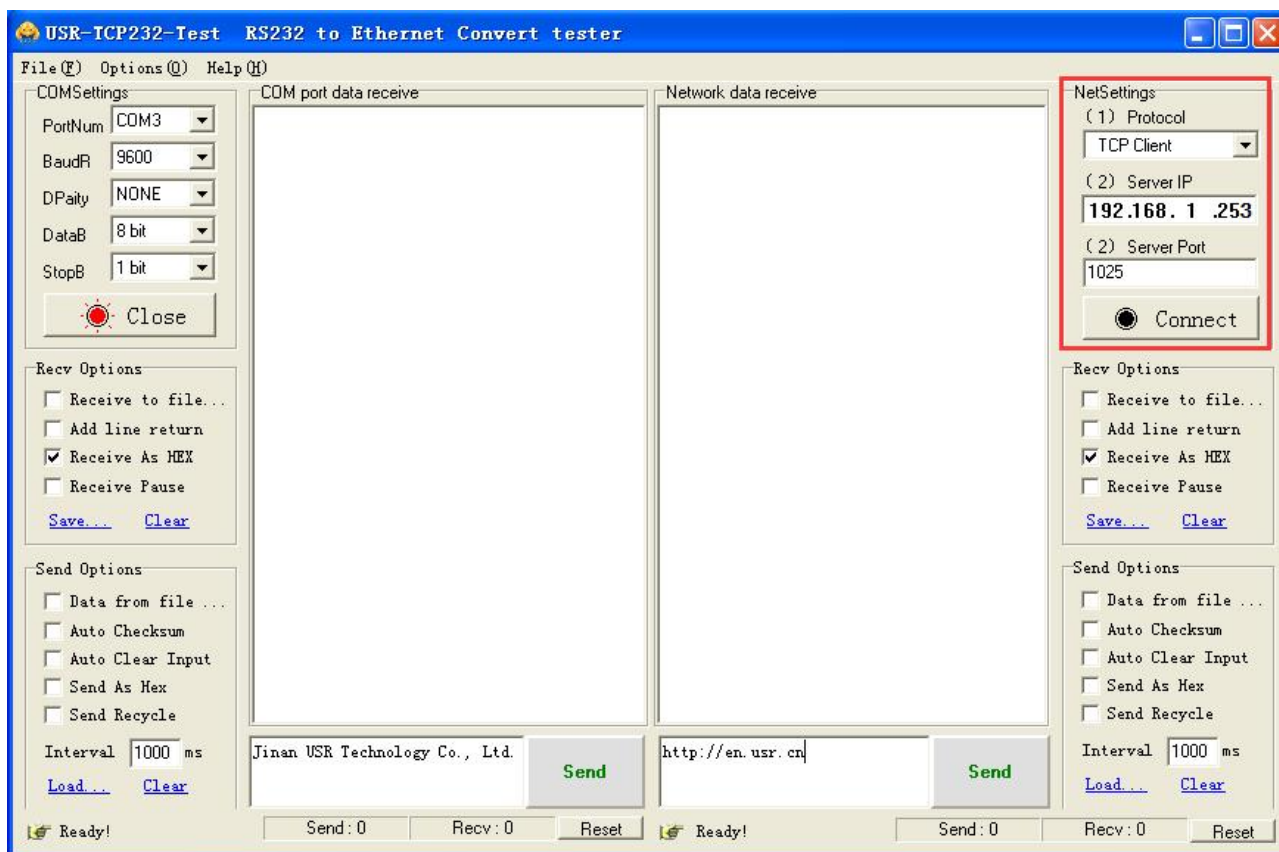 USR-TCP232-Test RS232 to Ethernet Convert tester
File(F) Options(O) Help(H)
COMSettings
PortNum COM3
BaudR 9600
DPaity NONE
DataB 8 bit
StopB 1 bit
Close
Recv Options
Receive to file...
Add line return
Receive As HEX
Receive Pause
Save... Clear
Send Options
Data from file ...
Auto Checksum
Auto Clear Input
Send As Hex
Send Recycle
Interval 1000 ms
Load... Clear
Ready!
COM port data receive
Jinan USR Technology Co., Ltd.
Send
Send : 0 Recv : 0 Reset
Network data receive
http://en.usr.cn
Send
Ready! Send : 0 Recv : 0 Reset
NetSettings
(1) Protocol
TCP Client
(2) Server IP
192.168. 1 .253
(2) Server Port
1025
Connect
Recv Options
Receive to file...
Add line return
Receive As HEX
Receive Pause
Save... Clear
Send Options
Data from file ...
Auto Checksum
Auto Clear Input
Send As Hex
Send Recycle
Interval 1000 ms
Load... Clear